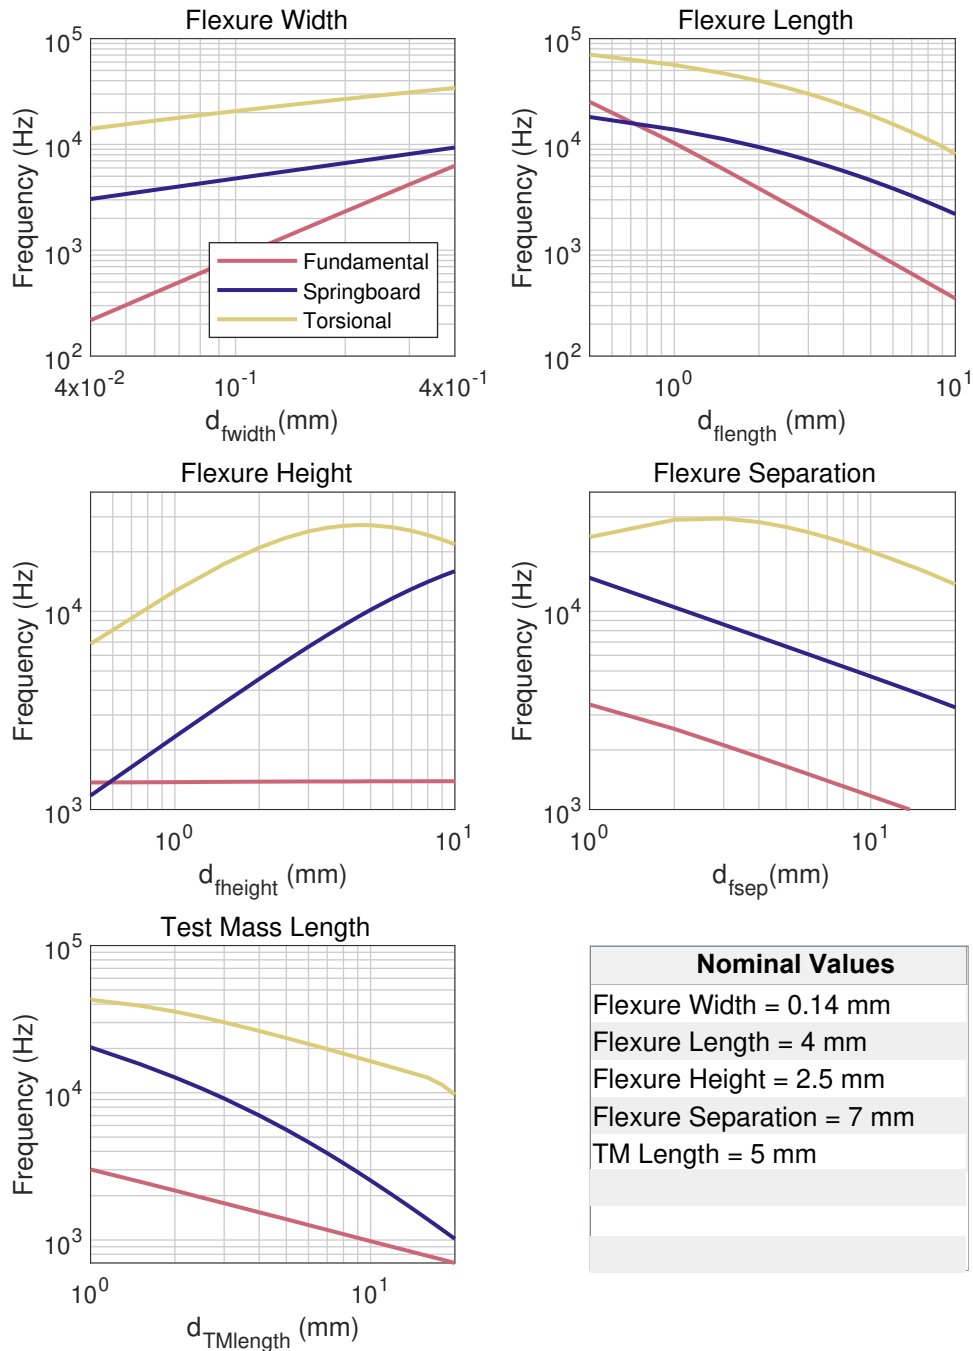 Flexure Width
10^5
10^4
10^3
10^2
Frequency (Hz)
Fundamental
Springboard
Torsional
4x10^-2
10^-1
4x10^-1
d_fwidth(mm)
Flexure Length
10^5
10^4
10^3
10^2
Frequency (Hz)
10^0
10^1
d_flength (mm)
Flexure Height
10^4
10^3
Frequency (Hz)
10^0
10^1
d_fheight (mm)
Flexure Separation
10^4
10^3
Frequency (Hz)
10^0
10^1
d_fsep(mm)
Test Mass Length
10^5
10^4
10^3
Frequency (Hz)
10^0
10^1
d_TMlength (mm)
Nominal Values
Flexure Width = 0.14 mm
Flexure Length = 4 mm
Flexure Height = 2.5 mm
Flexure Separation = 7 mm
TM Length = 5 mm